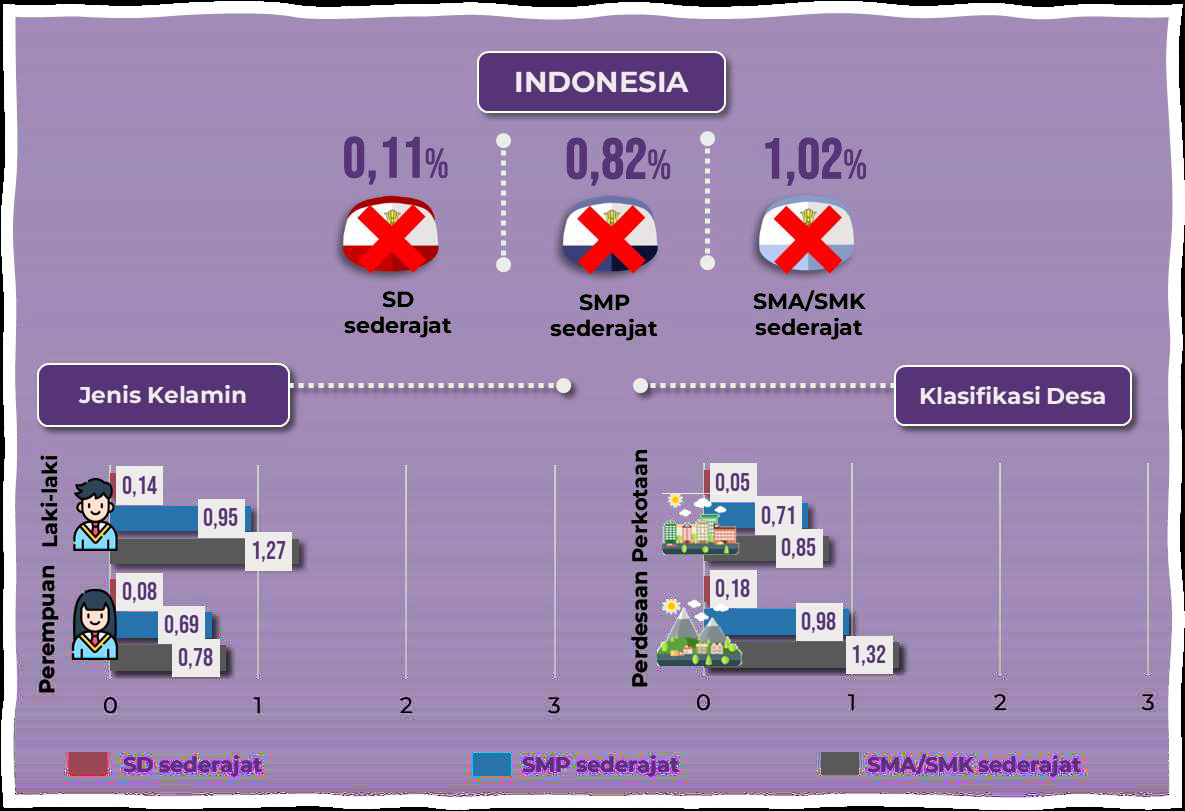 INDONESIA
0,11%
0,82%
1,02%
SD
sederajat
SMP
sederajat
SMA/SMK
sederajat
Jenis Kelamin
Klasifikasi Desa
Laki-laki
0,14
0,95
1,27
Perempuan
0,08
0,69
0,78
0 1 2 3
Perkotaan
0,05
0,71
0,85
Perdesaan
0,18
0,98
1,32
0 1 2 3
SD sederajat
SMP sederajat
SMA/SMK sederajat